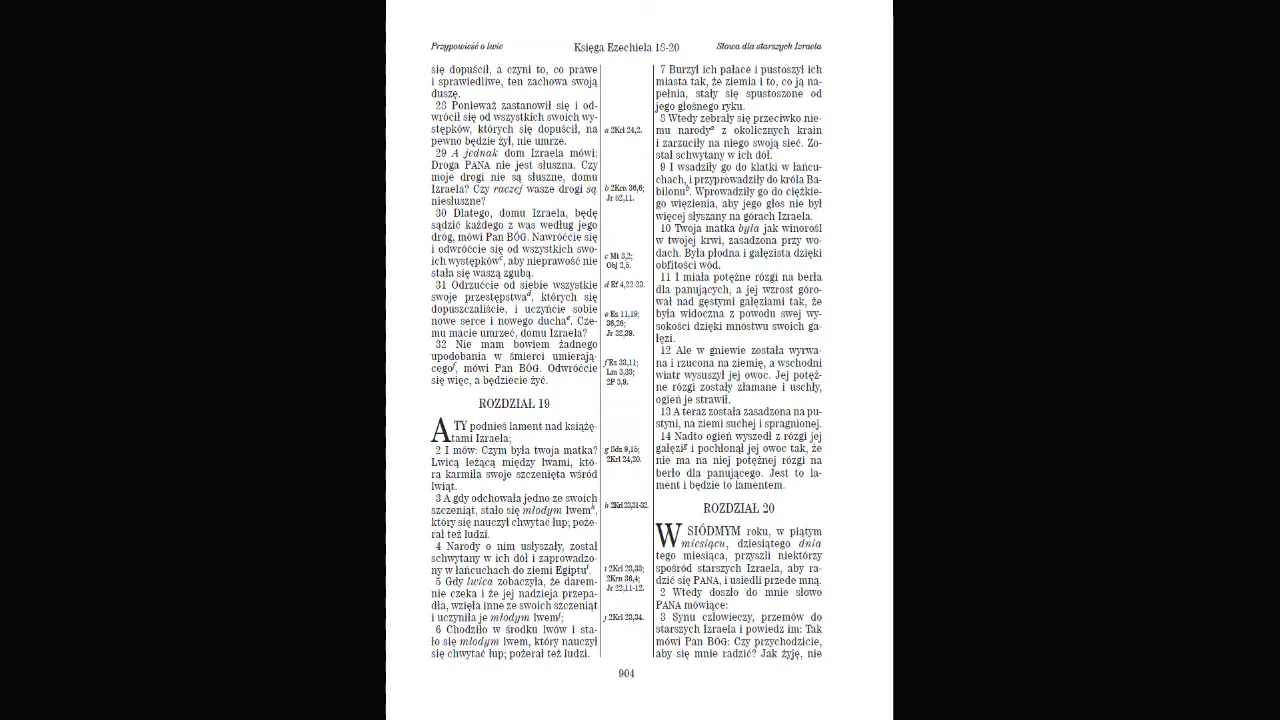 Przypowieść o lwie
Księga Ezechiela 18-20
Słowa dla starszych Izraela
się dopuścił, a czyni to, co prawe
i sprawiedliwe, ten zachowa swoją
duszę.
28 Ponieważ zastanowił się i od-
wrócił się od wszystkich swoich wy-
stępków, których się dopuścił, na
pewno będzie żył, nie umrze.
29 A jednak dom Izraela mówi:
Droga PANA nie jest słuszna. Czy
moje drogi nie są słuszne, domu
Izraela? Czy raczej wasze drogi są
niesłuszne?
30 Dlatego, domu Izraela, będę
sądzić każdego z was według jego
dróg, mówi Pan BÓG. Nawróćcie się
i odwróćcie się od wszystkich swo-
ich występków^c, aby nieprawość nie
stała się waszą zgubą.
31 Odrzućcie od siebie wszystkie
swoje przestępstwa^d, których się
dopuszczaliście, i uczyńcie sobie
nowe serce i nowego ducha^e. Cze-
mu macie umrzeć, domu Izraela?
32 Nie mam bowiem żadnego
upodobania w śmierci umierają-
cego^f, mówi Pan BÓG. Odwróćcie
się więc, a będziecie żyć.
ROZDZIAŁ 19
A TY podnieś lament nad książę-
tami Izraela;
2 I mów: Czym była twoja matka?
Lwicą leżącą między lwami, któ-
ra karmiła swoje szczenięta wśród
lwiąt.
3 A gdy odchowała jedno ze swoich
szczeniąt, stało się młodym lwem^h,
który się nauczył chwytać łup; poże-
rał też ludzi.
4 Narody o nim usłyszały, został
schwytany w ich dół i zaprowadzo-
ny w łańcuchach do ziemi Egiptu^i.
5 Gdy lwica zobaczyła, że darem-
nie czeka i że jej nadzieja przepa-
dła, wzięła inne ze swoich szczeniąt
i uczyniła je młodym lwem^j;
6 Chodziło w środku lwów i sta-
ło się młodym lwem, który nauczył
się chwytać łup; pożerał też ludzi.
a 2Krl 24,2.
b 2Krn 36,6;
Jr 52,11.
c Mt 3,2;
Obj 2,5.
d Ef 4,22-23.
e Ez 11,19;
36,26;
Jr 32,39.
f Ez 33,11;
Lm 3,33;
2P 3,9.
g Sdz 9,15;
2Krl 24,20.
h 2Krl 23,31-32.
i 2Krl 23,33;
2Krn 36,4;
Jr 22,11-12.
j 2Krl 23,34.
7 Burzył ich pałace i pustoszył ich
miasta tak, że ziemia i to, co ją na-
pełnia, stały się spustoszone od
jego głośnego ryku.
8 Wtedy zebrały się przeciwko nie-
mu narody^a z okolicznych krain
i zarzuciły na niego swoją sieć. Zo-
stał schwytany w ich dół.
9 I wsadziły go do klatki w łańcu-
chach, i przyprowadziły do króla Ba-
bilonu^b. Wprowadziły go do ciężkie-
go więzienia, aby jego głos nie był
więcej słyszany na górach Izraela.
10 Twoja matka była jak winorośl
w twojej krwi, zasadzona przy wo-
dach. Była płodna i gałęzista dzięki
obfitości wód.
11 I miała potężne rózgi na berła
dla panujących, a jej wzrost góro-
wał nad gęstymi gałęziami tak, że
była widoczna z powodu swej wy-
sokości dzięki mnóstwu swoich ga-
łęzi.
12 Ale w gniewie została wyrwa-
na i rzucona na ziemię, a wschodni
wiatr wysuszył jej owoc. Jej potęż-
ne rózgi zostały złamane i uschły,
ogień je strawił.
13 A teraz została zasadzona na pu-
styni, na ziemi suchej i spragnionej.
14 Nadto ogień wyszedł z rózgi jej
gałęzi^g i pochłonął jej owoc tak, że
nie ma na niej potężnej rózgi na
berło dla panującego. Jest to la-
ment i będzie to lamentem.
ROZDZIAŁ 20
W SIÓDMYM roku, w piątym
miesiącu, dziesiątego dnia
tego miesiąca, przyszli niektórzy
spośród starszych Izraela, aby ra-
dzić się PANA, i usiedli przede mną.
2 Wtedy doszło do mnie słowo
PANA mówiące:
3 Synu człowieczy, przemów do
starszych Izraela i powiedz im: Tak
mówi Pan BÓG: Czy przychodzicie,
aby się mnie radzić? Jak żyję, nie
904